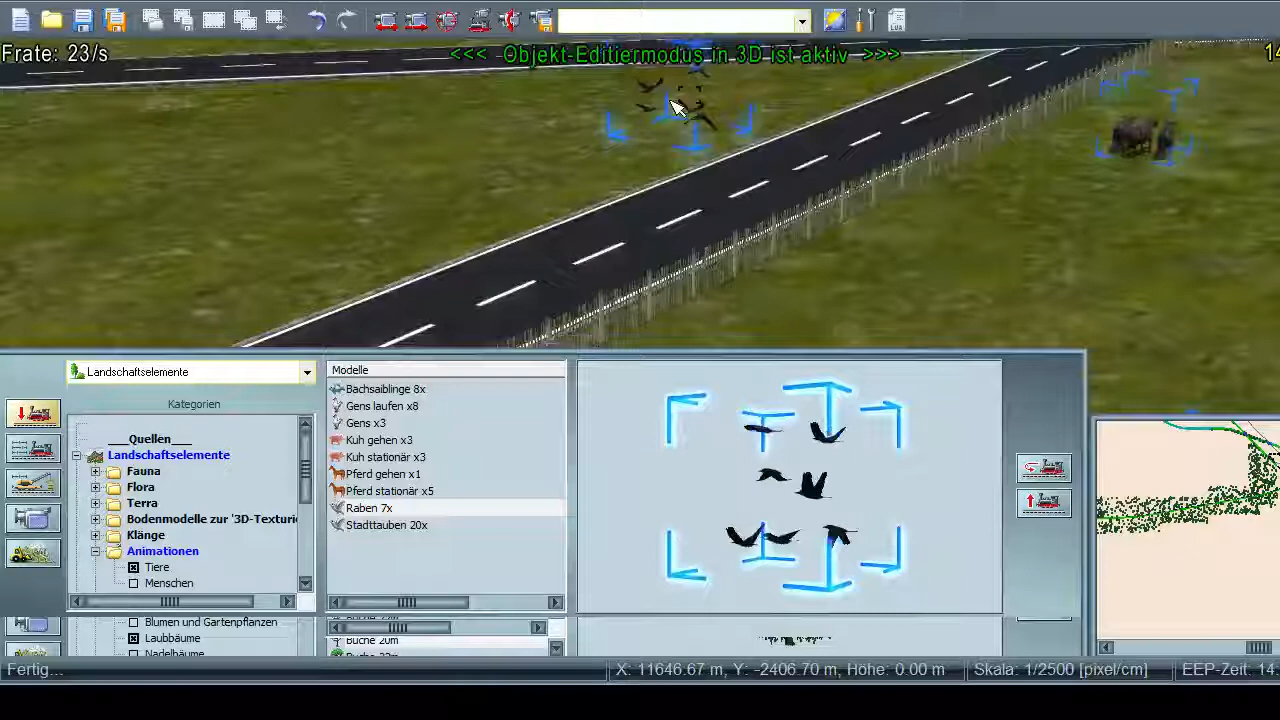 Frate: 23/s
<<< Objekt-Editiermodus in 3D ist aktiv >>>
14
LUA
Landschaftselemente
Kategorien
___Quellen___
Landschaftselemente
Fauna
Flora
Terra
Bodenmodelle zur '3D-Texturi
Klänge
Animationen
Tiere
Menschen
Blumen und Gartenpflanzen
Laubbäume
Nadelbäume
Modelle
Bachsaiblinge 8x
Gens laufen x8
Gens x3
Kuh gehen x3
Kuh stationär x3
Pferd gehen x1
Pferd stationär x5
Raben 7x
Stadttauben 20x
Buche 20m
Fertig...
X: 11646.67 m, Y: -2406.70 m, Höhe: 0.00 m
Skala: 1/2500 [pixel/cm]
EEP-Zeit: 14.